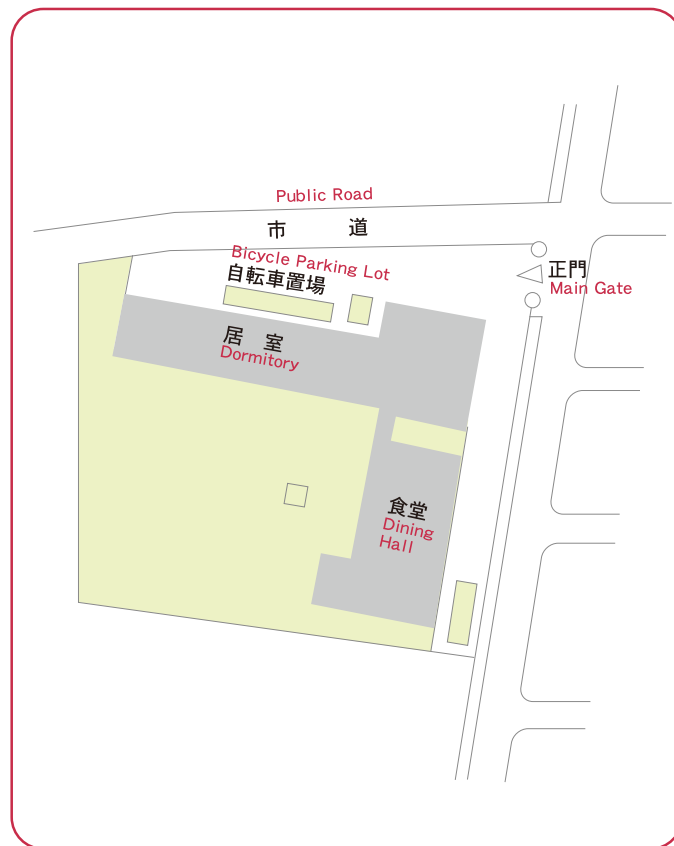 Public Road
市 道
Bicycle Parking Lot
自転車置場
正門
Main Gate
居 室
Dormitory
食堂
Dining
Hall